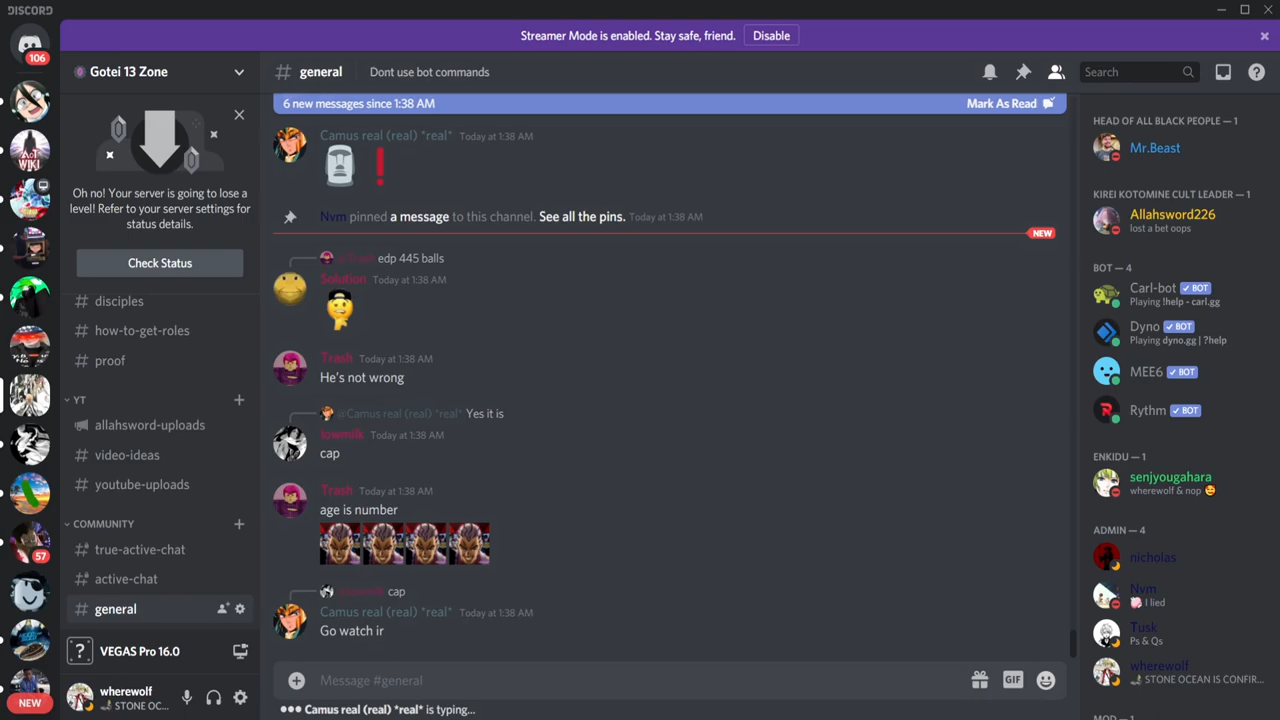 DISCORD
Streamer Mode is enabled. Stay safe, friend. Disable
106
Gotei 13 Zone
# general Dont use bot commands
Search
Oh no! Your server is going to lose a
level! Refer to your server settings for
status details.
Check Status
# disciples
# how-to-get-roles
# proof
YT
allahsword-uploads
# video-ideas
# youtube-uploads
COMMUNITY
# true-active-chat
# active-chat
# general
VEGAS Pro 16.0
wherewolf
STONE OC...
AOT
WIKI
57
NEW
6 new messages since 1:38 AM Mark As Read
Camus real (real) *real* Today at 1:38 AM
Nvm pinned a message to this channel. See all the pins. Today at 1:38 AM
NEW
@Trash edp 445 balls
Solution Today at 1:38 AM
Trash Today at 1:38 AM
He's not wrong
@Camus real (real) *real* Yes it is
lowmilk Today at 1:38 AM
cap
Trash Today at 1:38 AM
age is number
cap
Camus real (real) *real* Today at 1:38 AM
Go watch ir
Message #general
GIF
Camus real (real) *real* is typing...
HEAD OF ALL BLACK PEOPLE — 1
Mr.Beast
KIREI KOTOMINE CULT LEADER — 1
Allahsword226
lost a bet oops
BOT — 4
Carl-bot ✓ BOT
Playing !help - carl.gg
Dyno ✓ BOT
Playing dyno.gg | ?help
MEE6 ✓ BOT
Rythm ✓ BOT
ENKIDU — 1
senjyougahara
wherewolf & nop
ADMIN — 4
nicholas
Nvm
I lied
Tusk
Ps & Qs
wherewolf
STONE OCEAN IS CONFIR...
MOD — 1